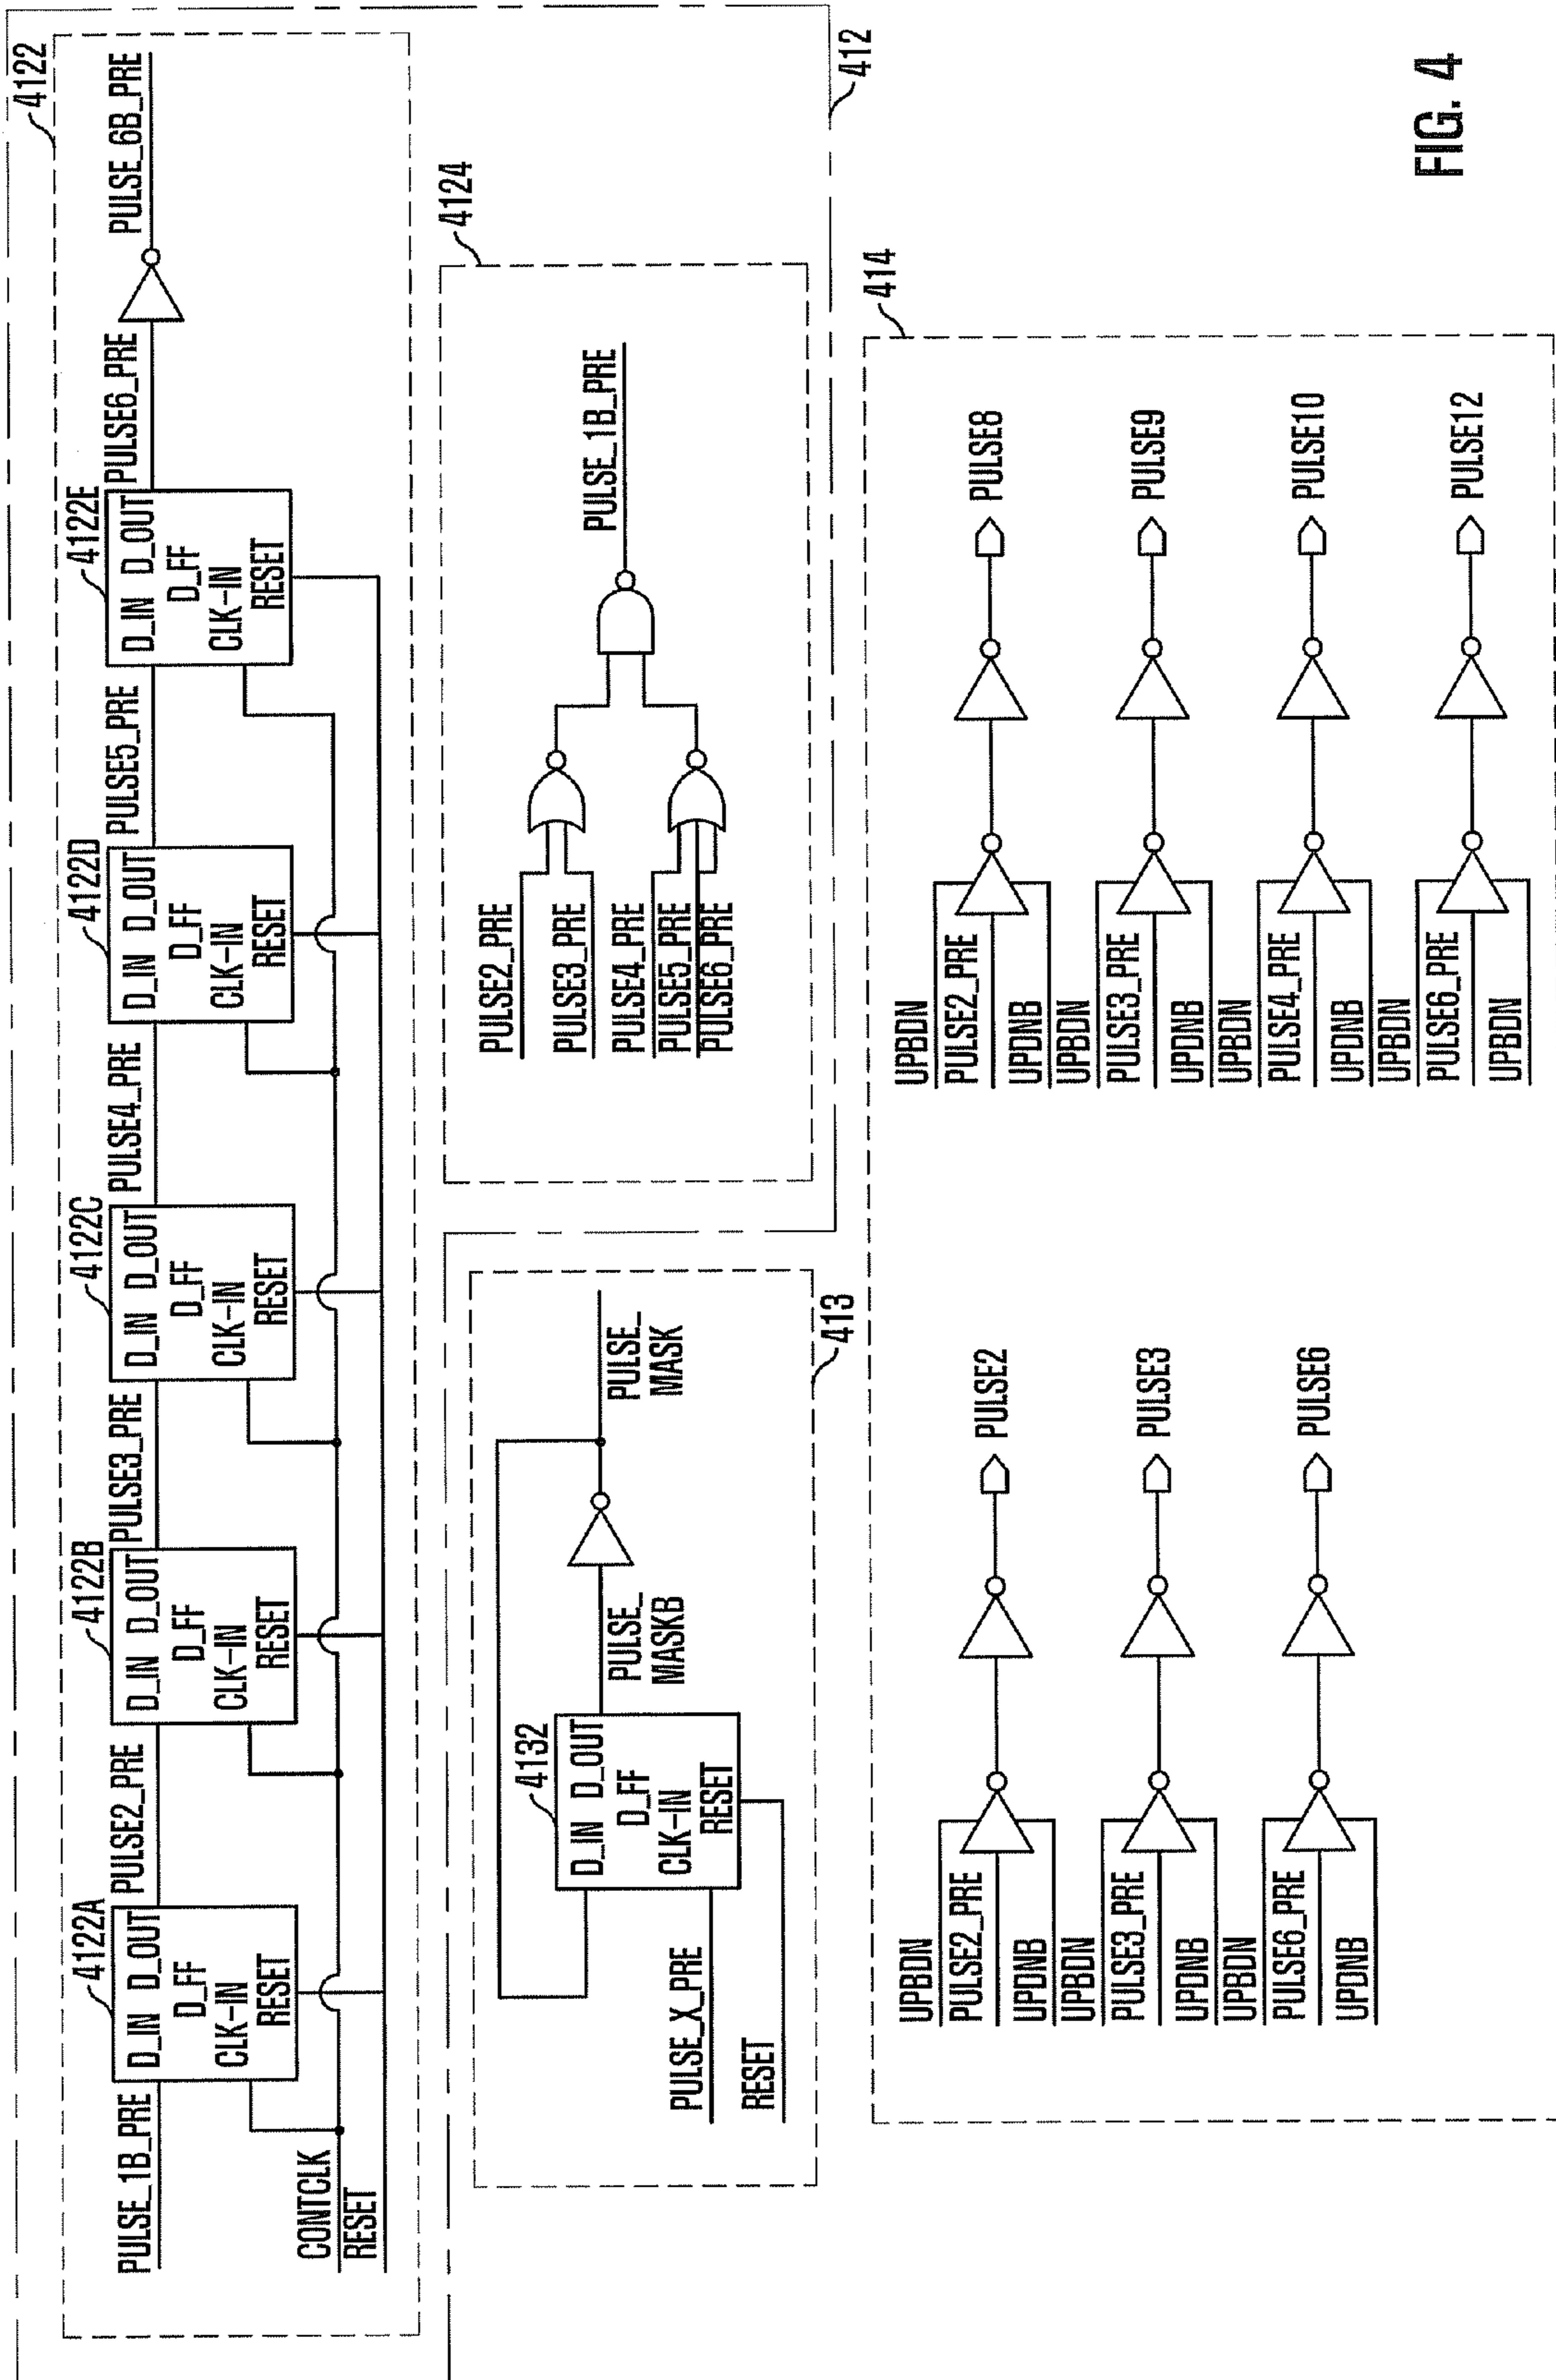 4122
4122A
4122B
4122C
4122D
4122E
PULSE_1B_PRE
D_IN D_OUT
D_FF
CLK-IN
RESET
PULSE2_PRE
D_IN D_OUT
D_FF
CLK-IN
RESET
PULSE3_PRE
D_IN D_OUT
D_FF
CLK-IN
RESET
PULSE4_PRE
D_IN D_OUT
D_FF
CLK-IN
RESET
PULSE5_PRE
D_IN D_OUT
D_FF
CLK-IN
RESET
PULSE6_PRE
PULSE_6B_PRE
CONTCLK
RESET
4132
D_IN D_OUT
D_FF
CLK-IN
RESET
PULSE_X_PRE
RESET
PULSE_
MASKB
PULSE_
MASK
413
4124
PULSE2_PRE
PULSE3_PRE
PULSE4_PRE
PULSE5_PRE
PULSE6_PRE
PULSE_1B_PRE
412
414
UPBDN
PULSE2_PRE
UPDNB
PULSE2
UPBDN
PULSE3_PRE
UPDNB
PULSE3
UPBDN
PULSE6_PRE
UPDNB
PULSE6
UPBDN
PULSE2_PRE
UPDNB
PULSE8
UPBDN
PULSE3_PRE
UPDNB
PULSE9
UPBDN
PULSE4_PRE
UPDNB
PULSE10
UPBDN
PULSE6_PRE
UPBDN
PULSE12
FIG. 4